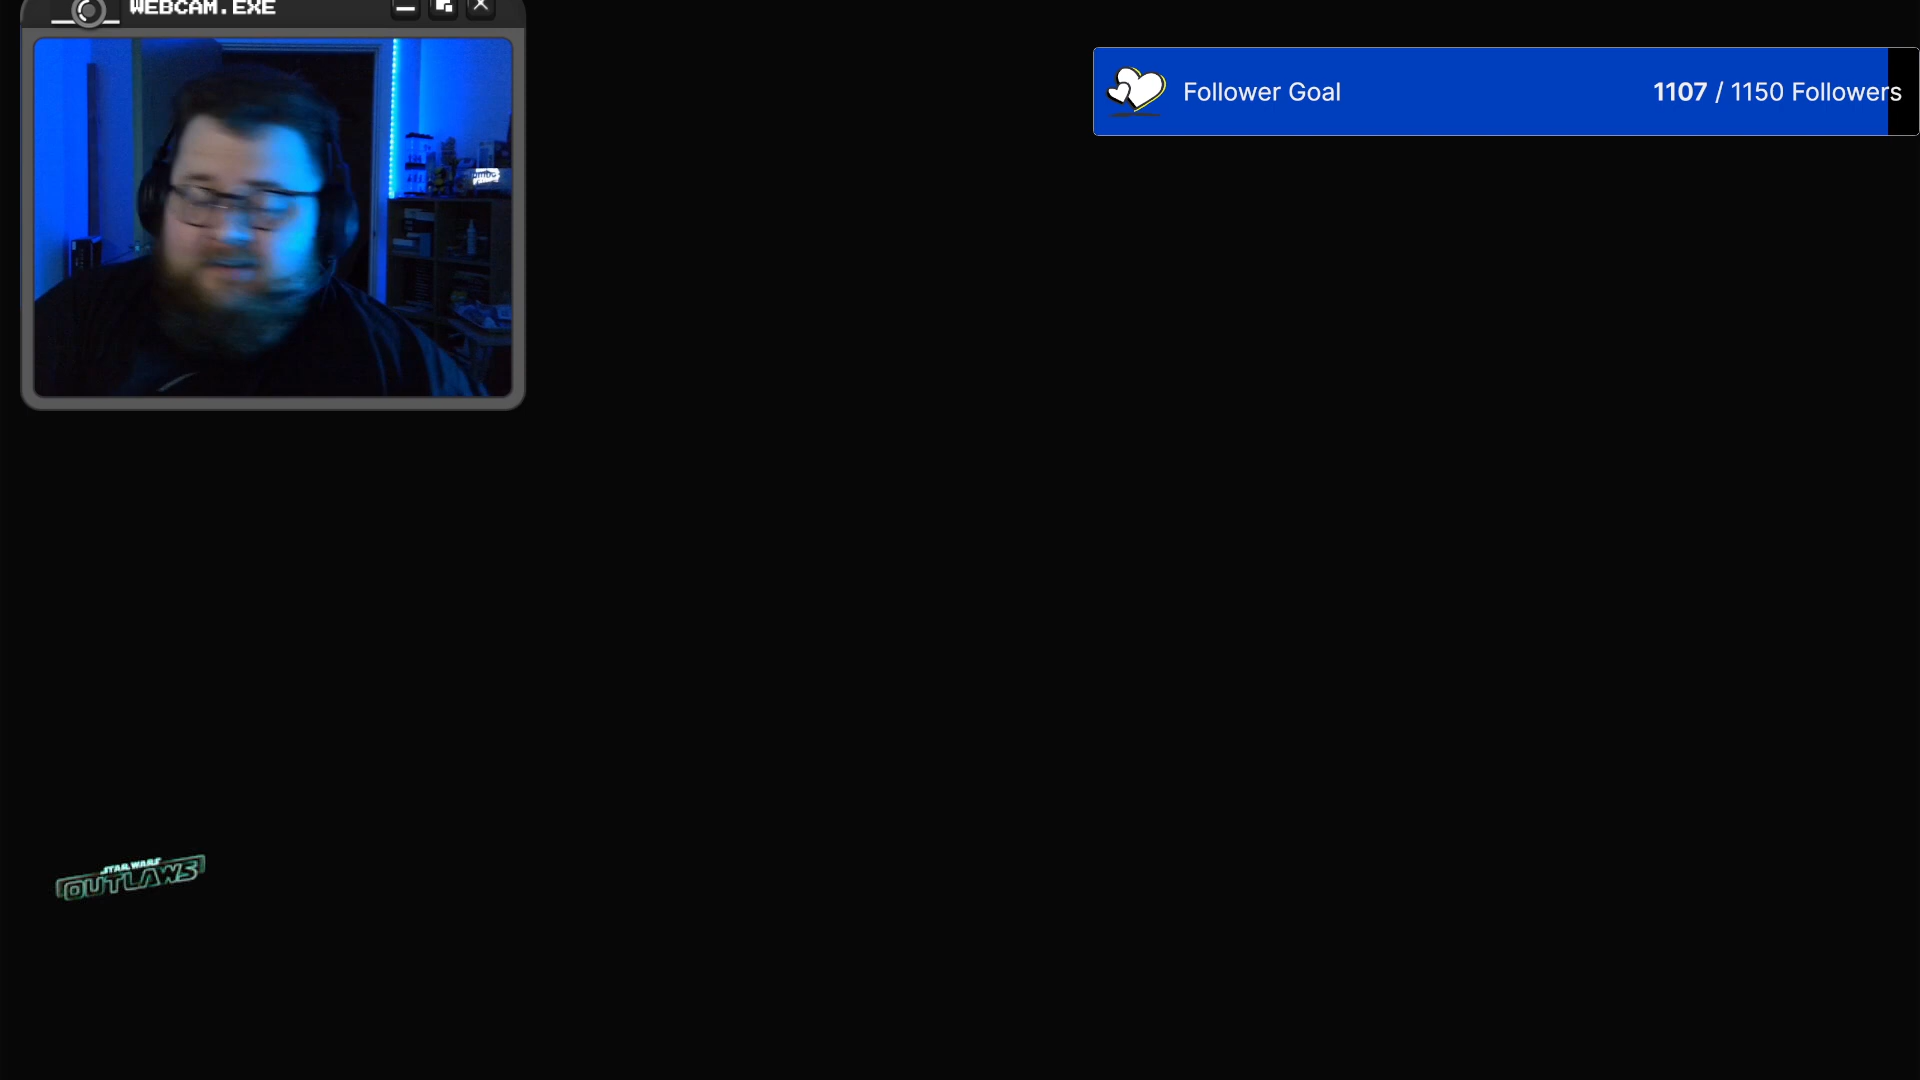 WEBCAM.EXE
Follower Goal
1107 / 1150 Followers
STAR WARS
OUTLAWS